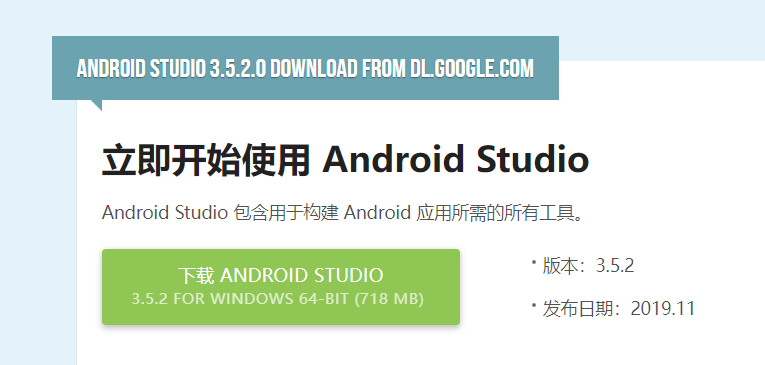 ANDROID STUDIO 3.5.2.0 DOWNLOAD FROM DL.GOOGLE.COM
立即开始使用 Android Studio
Android Studio 包含用于构建 Android 应用所需的所有工具。
下载 ANDROID STUDIO
3.5.2 FOR WINDOWS 64-BIT (718 MB)
• 版本：3.5.2
• 发布日期：2019.11